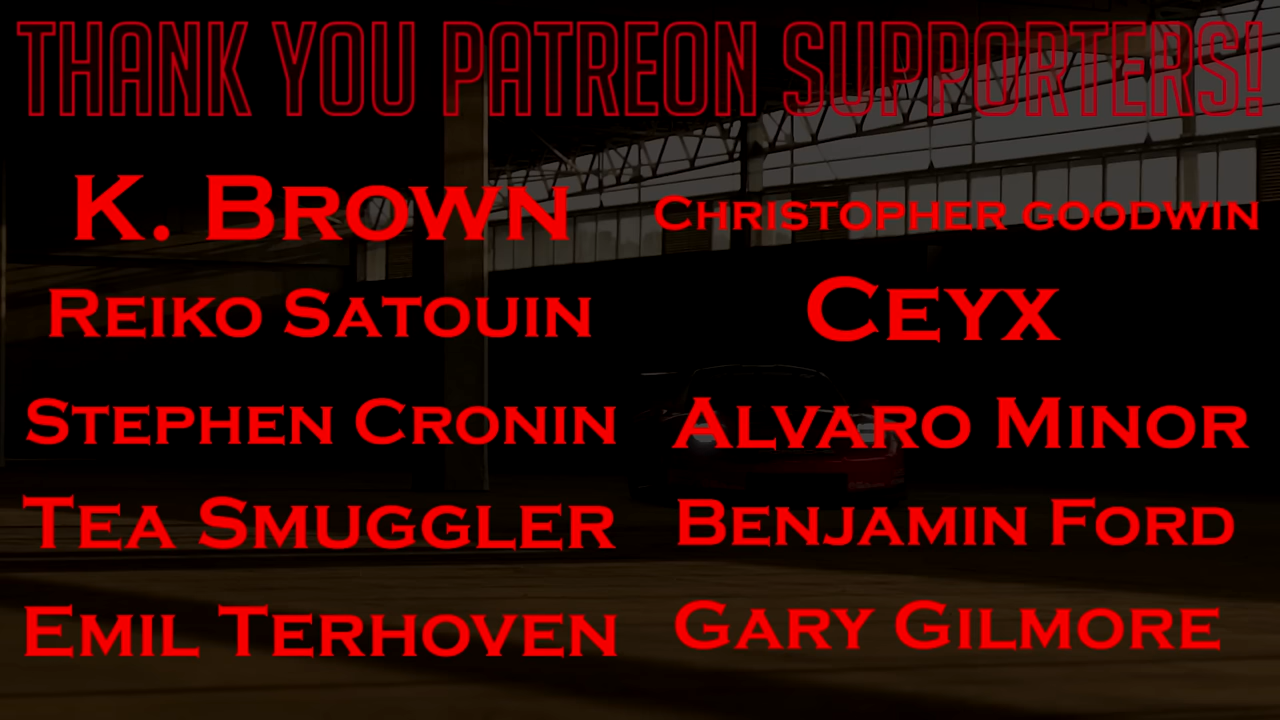 THANK YOU PATREON SUPPORTERS!
K. Brown
Christopher goodwin
Reiko Satouin
Ceyx
Stephen Cronin
Alvaro Minor
Tea Smuggler
Benjamin Ford
Emil Terhoven
Gary Gilmore